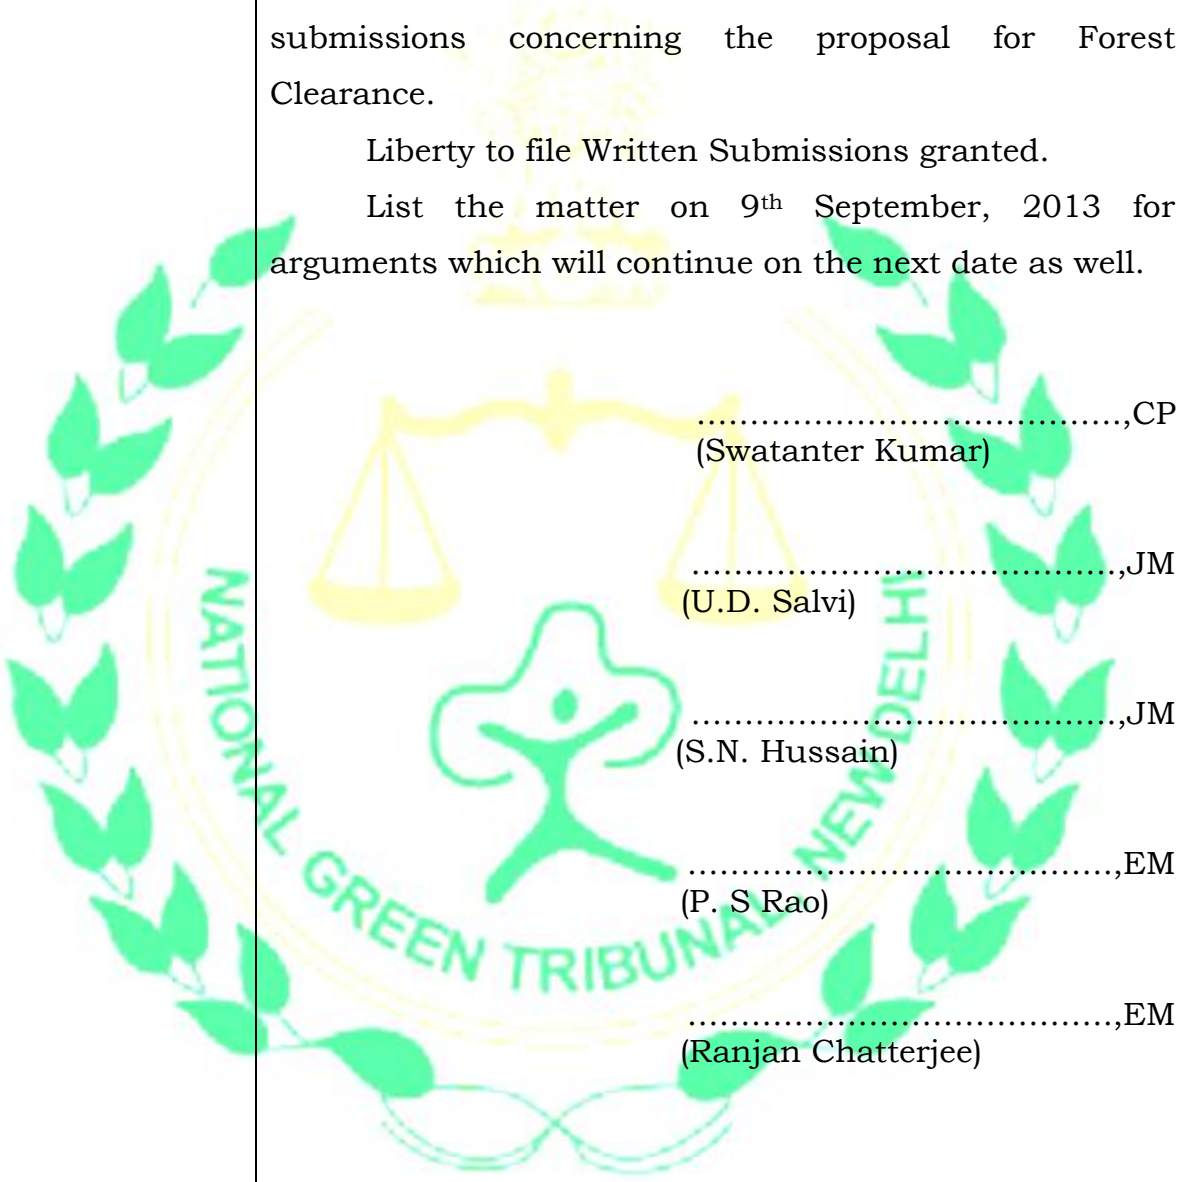 submissions concerning the proposal for Forest
Clearance.
Liberty to file Written Submissions granted.
List the matter on 9th September, 2013 for
arguments which will continue on the next date as well.
.......................................,CP
(Swatanter Kumar)
.......................................,JM
(U.D. Salvi)
.......................................,JM
(S.N. Hussain)
.......................................,EM
(P. S Rao)
.......................................,EM
(Ranjan Chatterjee)
NATIONAL GREEN TRIBUNAL, NEW DELHI